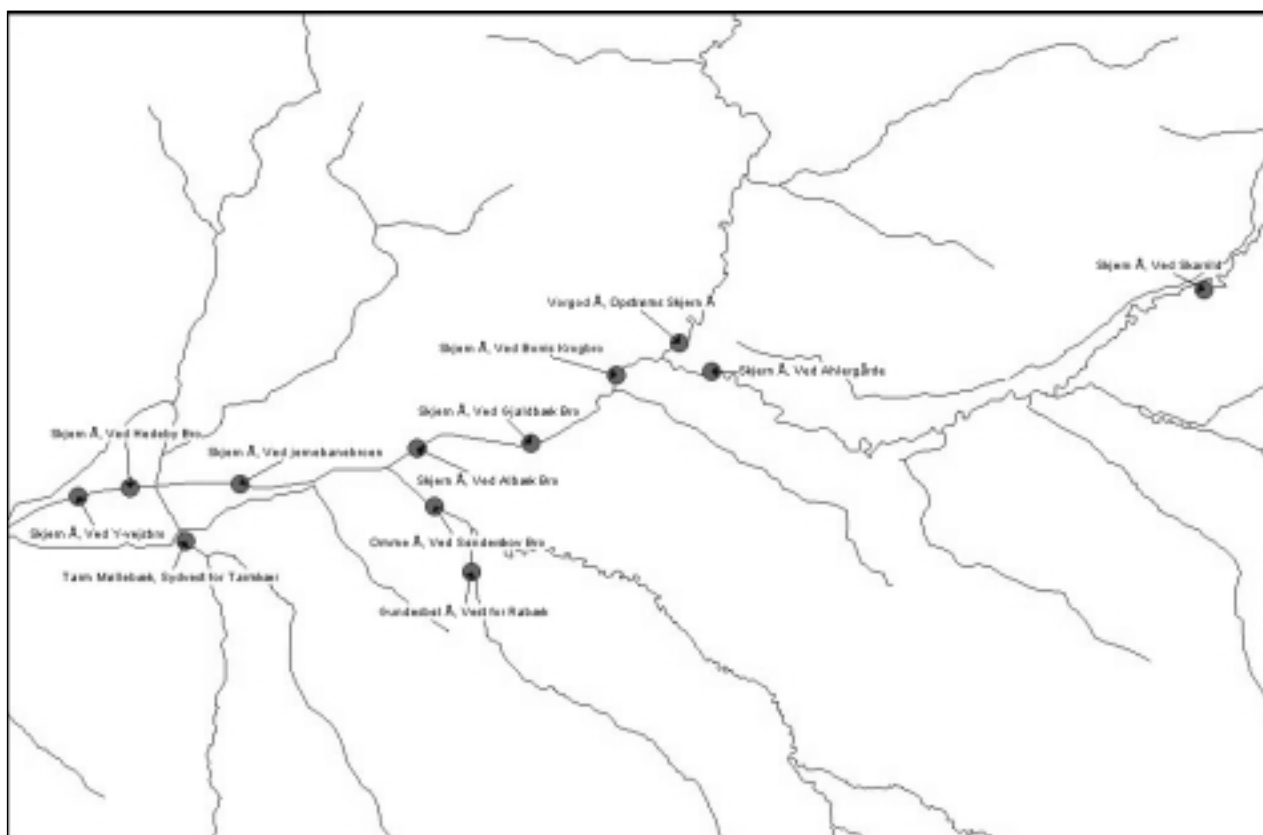 Skjern Å, Ved Skarrild
Vorgod Å, Opstrøms Skjern Å
Skjern Å, Ved Borris Krogbro
Skjern Å, Ved Ahlergårde
Skjern Å, Ved Gjaldbæk Bro
Skjern Å, Ved Hedeby Bro
Skjern Å, Ved jernebanebroen
Skjern Å, Ved Albæk Bro
Skjern Å, Ved Y-vejsbro
Omme Å, Ved Sønderskov Bro
Tarm Møllebæk, Sydvest for Tarmkær
Gundesbøl Å, Vest for Rabæk